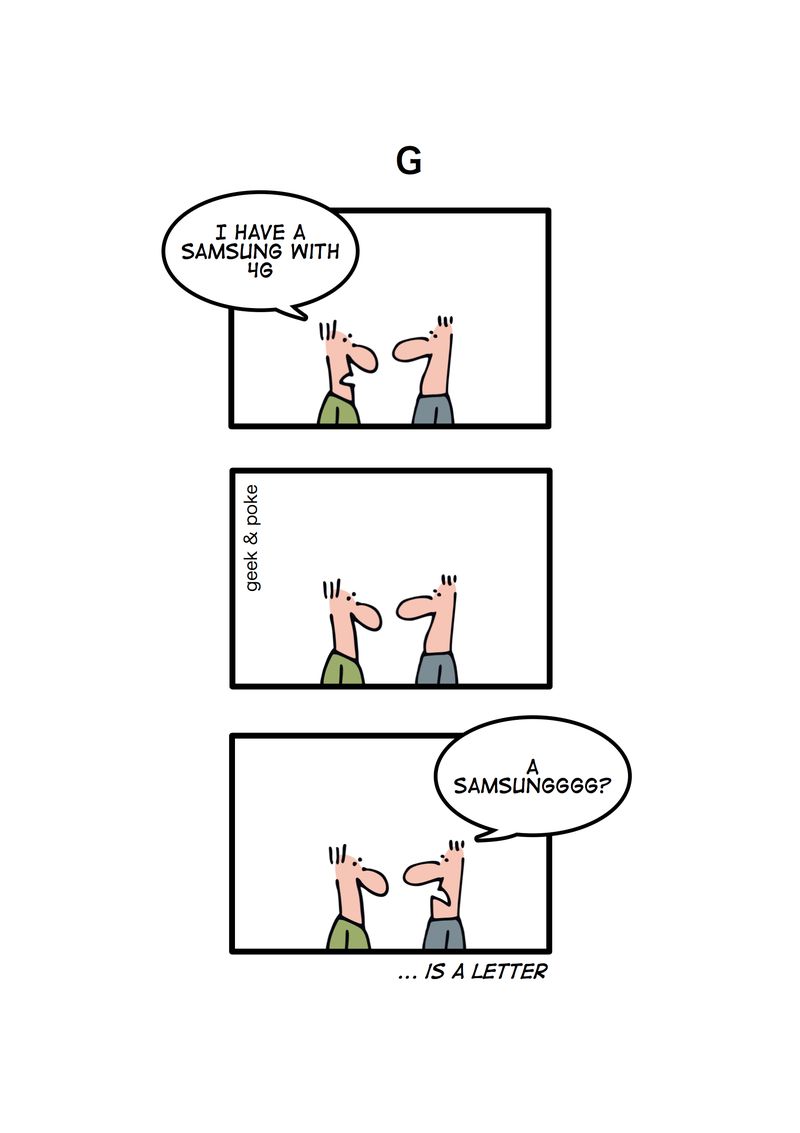 G
I HAVE A
SAMSUNG WITH
4G
geek & poke
A
SAMSUNGGGG?
... IS A LETTER